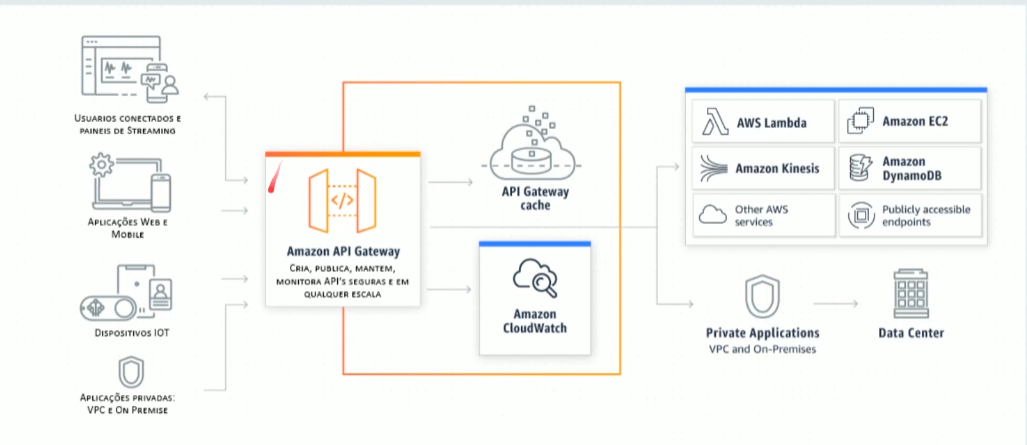 Usuarios conectados e
paineis de Streaming
Aplicações Web e
Mobile
Dispositivos IOT
Aplicações privadas:
VPC e On Premise
Amazon API Gateway
Cria, publica, mantem,
monitora API's seguras e em
qualquer escala
</>
API Gateway
cache
Amazon
CloudWatch
AWS Lambda
Amazon EC2
Amazon Kinesis
Amazon
DynamoDB
Other AWS
services
Publicly accessible
endpoints
Private Applications
VPC and On-Premises
Data Center